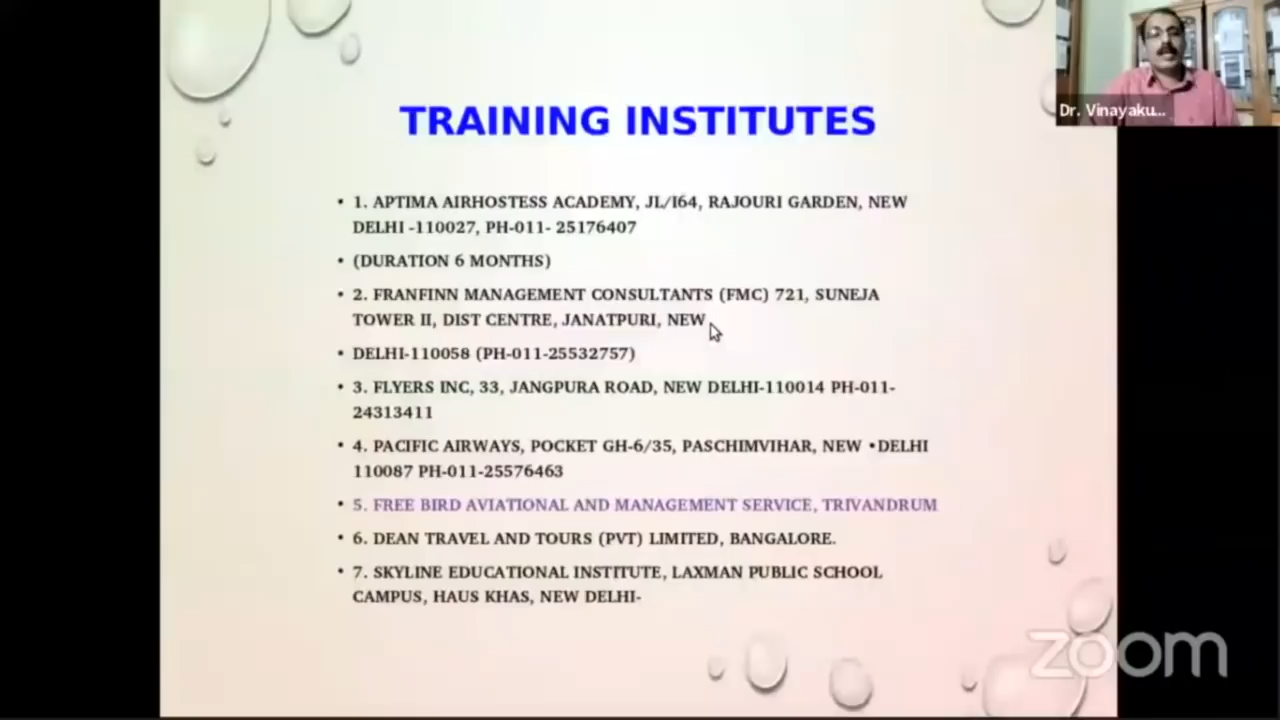 TRAINING INSTITUTES
Dr. Vinayaku...
• 1. APTIMA AIRHOSTESS ACADEMY, JL/I64, RAJOURI GARDEN, NEW
DELHI -110027, PH-011- 25176407
• (DURATION 6 MONTHS)
• 2. FRANFINN MANAGEMENT CONSULTANTS (FMC) 721, SUNEJA
TOWER II, DIST CENTRE, JANATPURI, NEW
• DELHI-110058 (PH-011-25532757)
• 3. FLYERS INC, 33, JANGPURA ROAD, NEW DELHI-110014 PH-011-
24313411
• 4. PACIFIC AIRWAYS, POCKET GH-6/35, PASCHIMVIHAR, NEW •DELHI
110087 PH-011-25576463
• 5. FREE BIRD AVIATIONAL AND MANAGEMENT SERVICE, TRIVANDRUM
• 6. DEAN TRAVEL AND TOURS (PVT) LIMITED, BANGALORE.
• 7. SKYLINE EDUCATIONAL INSTITUTE, LAXMAN PUBLIC SCHOOL
CAMPUS, HAUS KHAS, NEW DELHI-
zoom